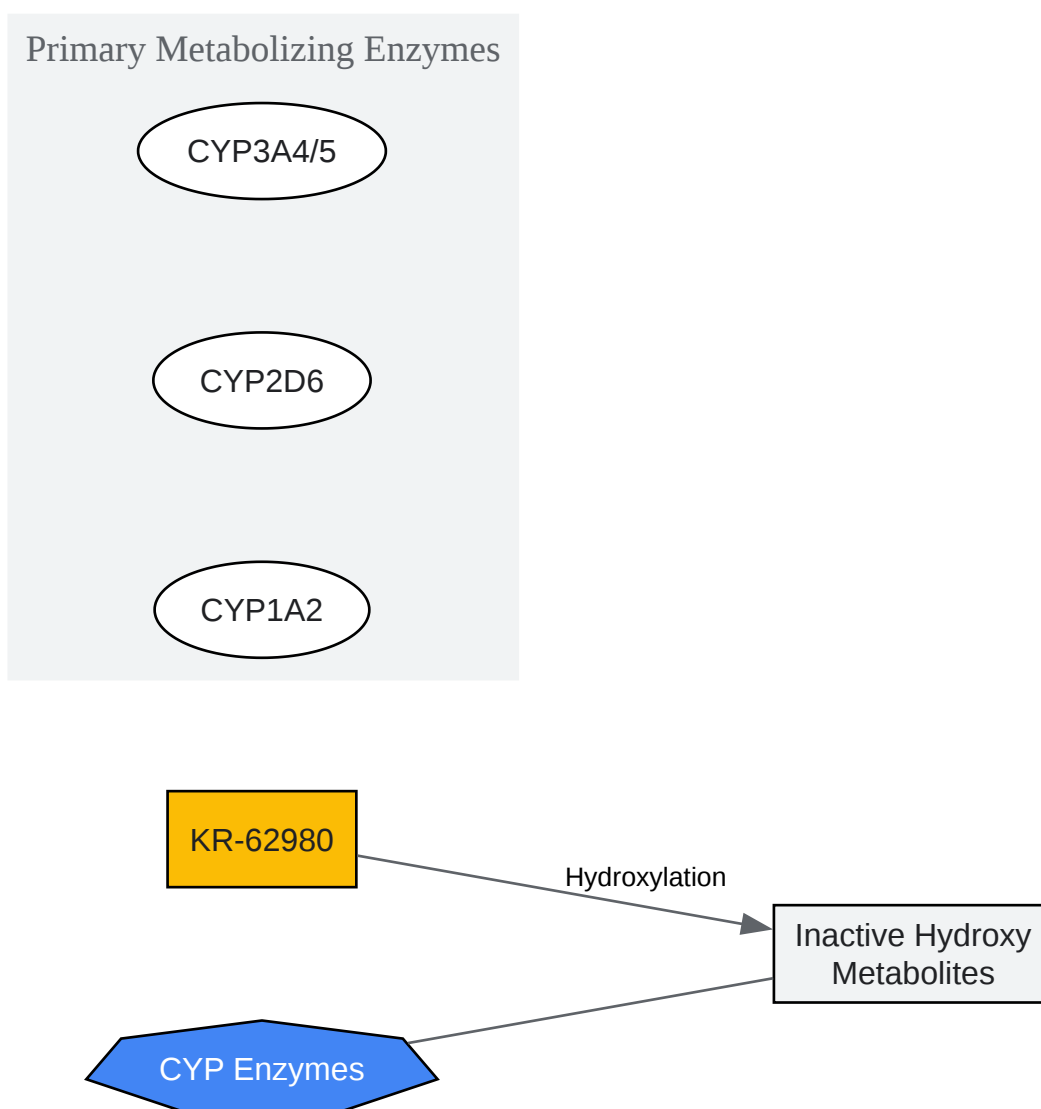 Primary Metabolizing Enzymes
CYP3A4/5
CYP2D6
CYP1A2
KR-62980
Hydroxylation
Inactive Hydroxy
Metabolites
CYP Enzymes